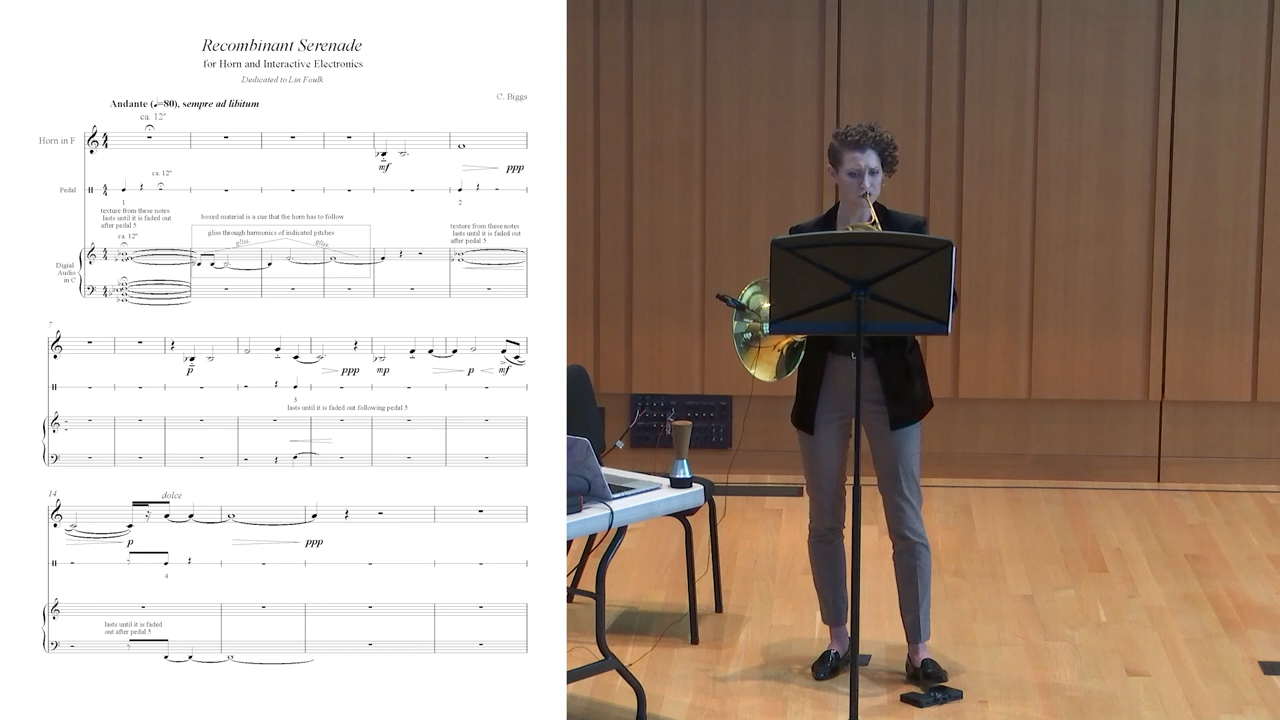 Recombinant Serenade
for Horn and Interactive Electronics
Dedicated to Lin Foulk
C. Biggs
Andante (♩=80), sempre ad libitum
ca. 12"
Horn in F
mf
ppp
ca. 12"
Pedal
1
2
texture from these notes
lasts until it is faded out
after pedal 5
ca. 12"
boxed material is a cue that the horn has to follow
gliss through harmonics of indicated pitches
gliss.
gliss.
texture from these notes
lasts until it is faded out
after pedal 5
Digial
Audio
in C
7
p
ppp
mp
p
mf
3
lasts until it is faded out following pedal 5
14
dolce
p
ppp
4
lasts until it is faded
out after pedal 5